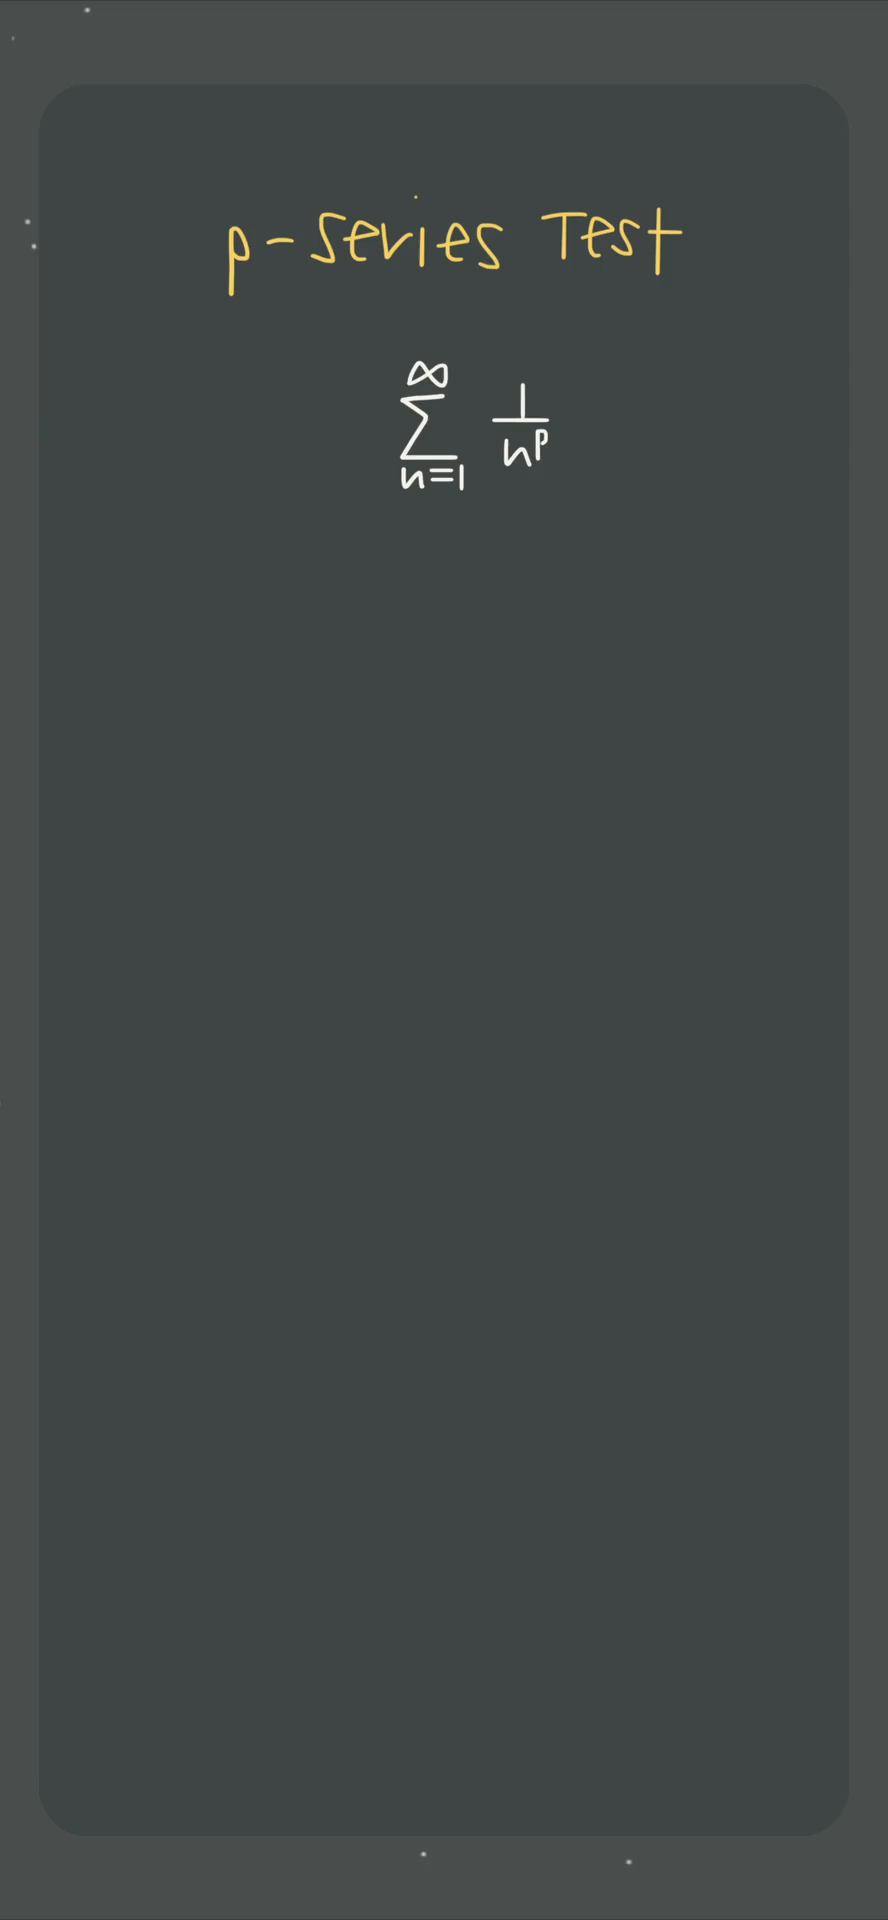 p-series Test
∞
∑ 1/n^p
n=1